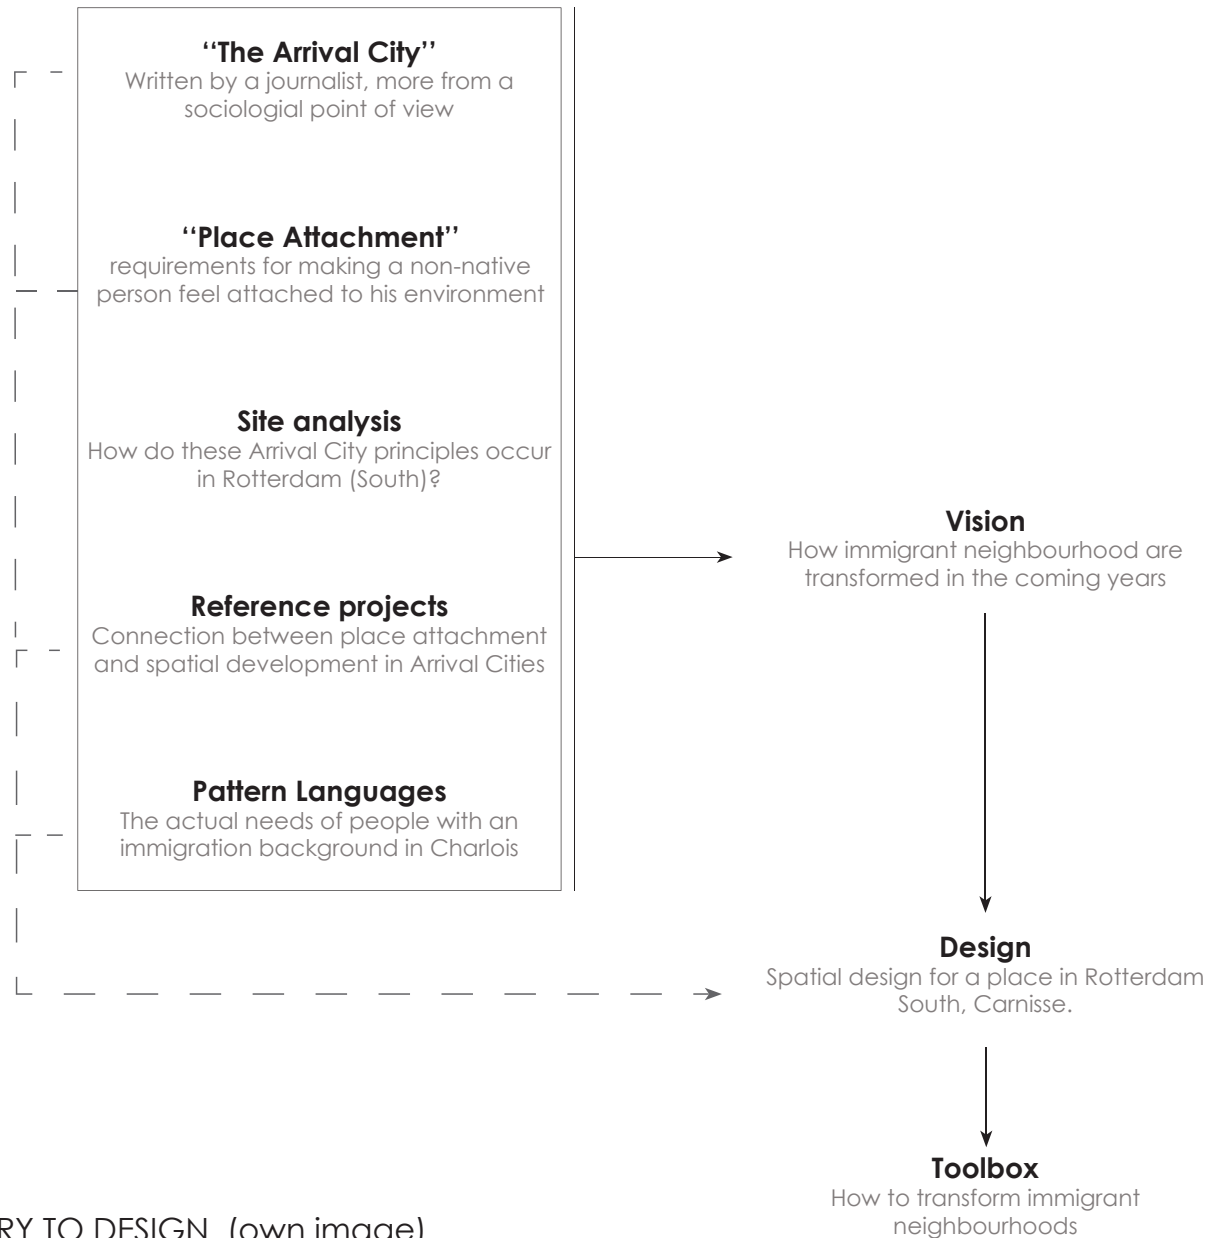 ‘‘The Arrival City’’
Written by a journalist, more from a
sociologial point of view
‘‘Place Attachment’’
requirements for making a non-native
person feel attached to his environment
Site analysis
How do these Arrival City principles occur
in Rotterdam (South)?
Reference projects
Connection between place attachment
and spatial development in Arrival Cities
Pattern Languages
The actual needs of people with an
immigration background in Charlois
Vision
How immigrant neighbourhood are
transformed in the coming years
Design
Spatial design for a place in Rotterdam
South, Carnisse.
Toolbox
How to transform immigrant
neighbourhoods
TO DESIGN (own image)